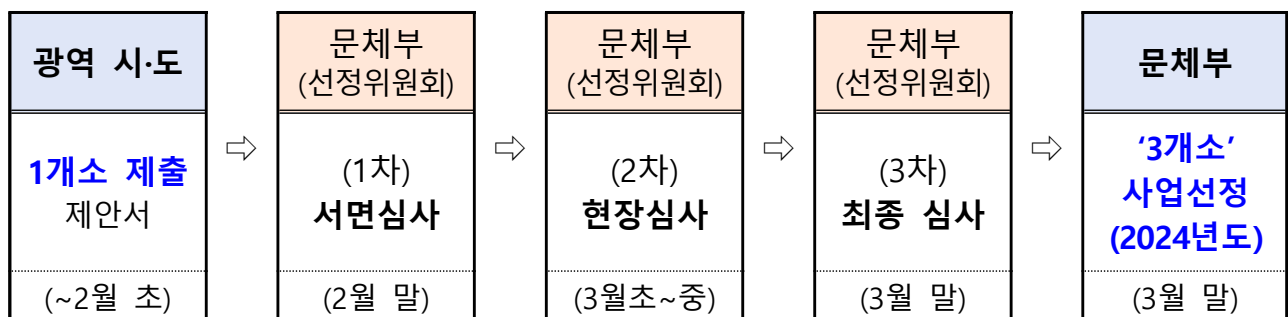 광역 시·도
1개소 제출
제안서
(~2월 초)
⇨
문체부
(선정위원회)
(1차)
서면심사
(2월 말)
⇨
문체부
(선정위원회)
(2차)
현장심사
(3월초~중)
⇨
문체부
(선정위원회)
(3차)
최종 심사
(3월 말)
⇨
문체부
‘3개소’
사업선정
(2024년도)
(3월 말)